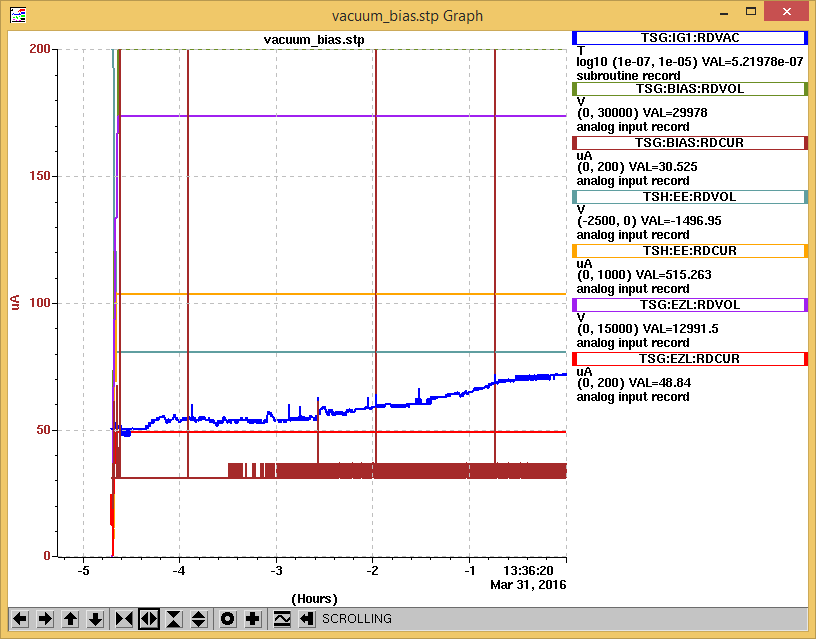 vacuum_bias.stp Graph
vacuum_bias.stp
200
150
100
50
0
uA
-5
-4
-3
-2
-1
13:36:20
Mar 31, 2016
(Hours)
TSG:IG1:RDVAC
T
log10 (1e-07, 1e-05) VAL=5.21978e-07
subroutine record
TSG:BIAS:RDVOL
V
(0, 30000) VAL=29978
analog input record
TSG:BIAS:RDCUR
uA
(0, 200) VAL=30.525
analog input record
TSH:EE:RDVOL
V
(-2500, 0) VAL=-1496.95
analog input record
TSH:EE:RDCUR
uA
(0, 1000) VAL=515.263
analog input record
TSG:EZL:RDVOL
V
(0, 15000) VAL=12991.5
analog input record
TSG:EZL:RDCUR
uA
(0, 200) VAL=48.84
analog input record
SCROLLING